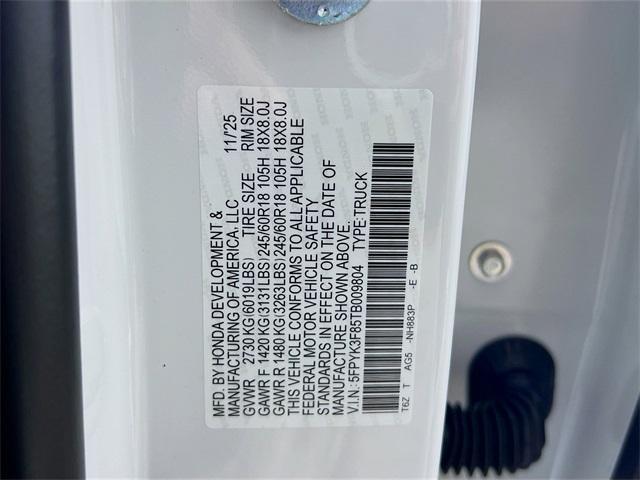 MFD. BY HONDA DEVELOPMENT &
MANUFACTURING OF AMERICA, LLC 11/'25
GVWR 2730KG(6019LBS) TIRE SIZE RIM SIZE
GAWR F 1420KG(3131LBS)245/60R18 105H 18X8.0J
GAWR R 1480KG(3263LBS)245/60R18 105H 18X8.0J
THIS VEHICLE CONFORMS TO ALL APPLICABLE
FEDERAL MOTOR VEHICLE SAFETY
STANDARDS IN EFFECT ON THE DATE OF
MANUFACTURE SHOWN ABOVE.
V.I.N.: 5FPYK3F85TB009804 TYPE:TRUCK
T6Z T AG5 -NH883P -E -B